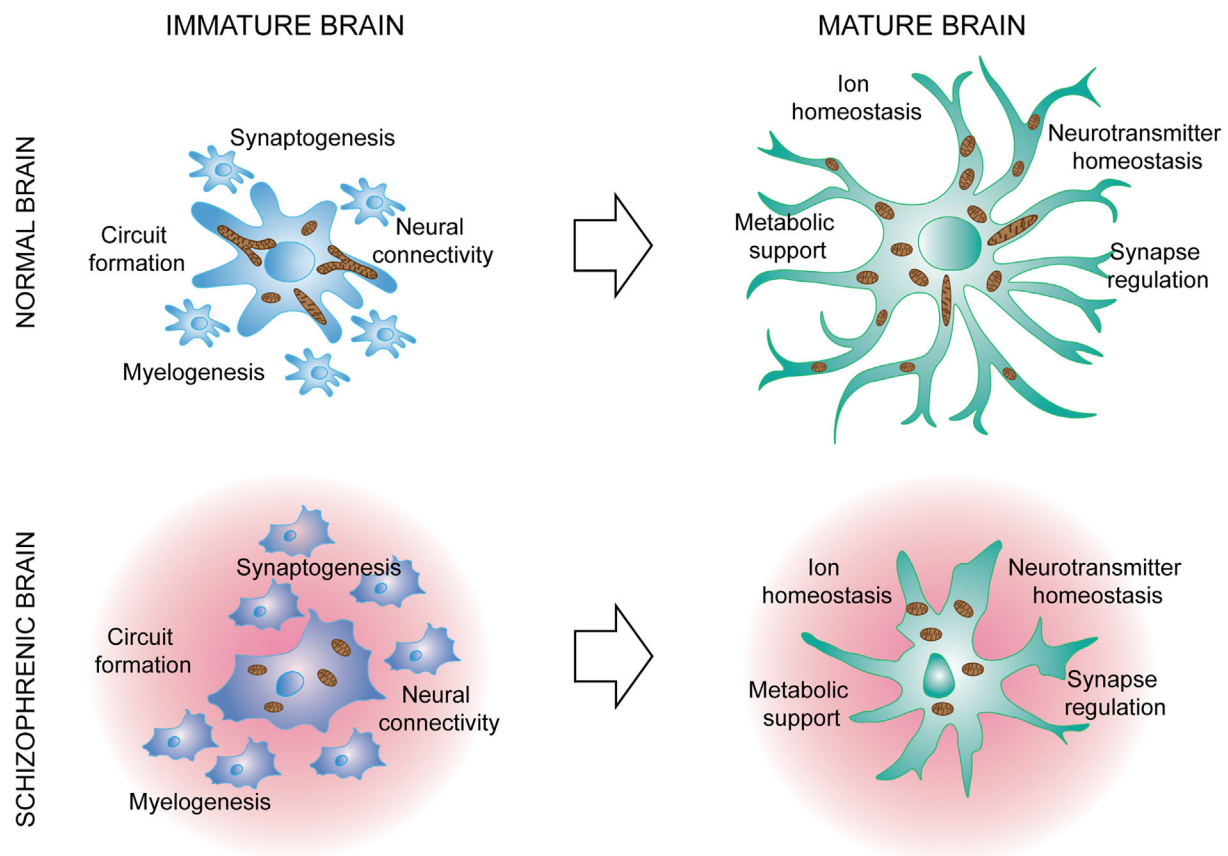 IMMATURE BRAIN
MATURE BRAIN
NORMAL BRAIN
Synaptogenesis
Circuit
formation
Neural
connectivity
Myelogenesis
Ion
homeostasis
Neurotransmitter
homeostasis
Metabolic
support
Synapse
regulation
SCHIZOPHRENIC BRAIN
Synaptogenesis
Circuit
formation
Neural
connectivity
Myelogenesis
Ion
homeostasis
Neurotransmitter
homeostasis
Metabolic
support
Synapse
regulation